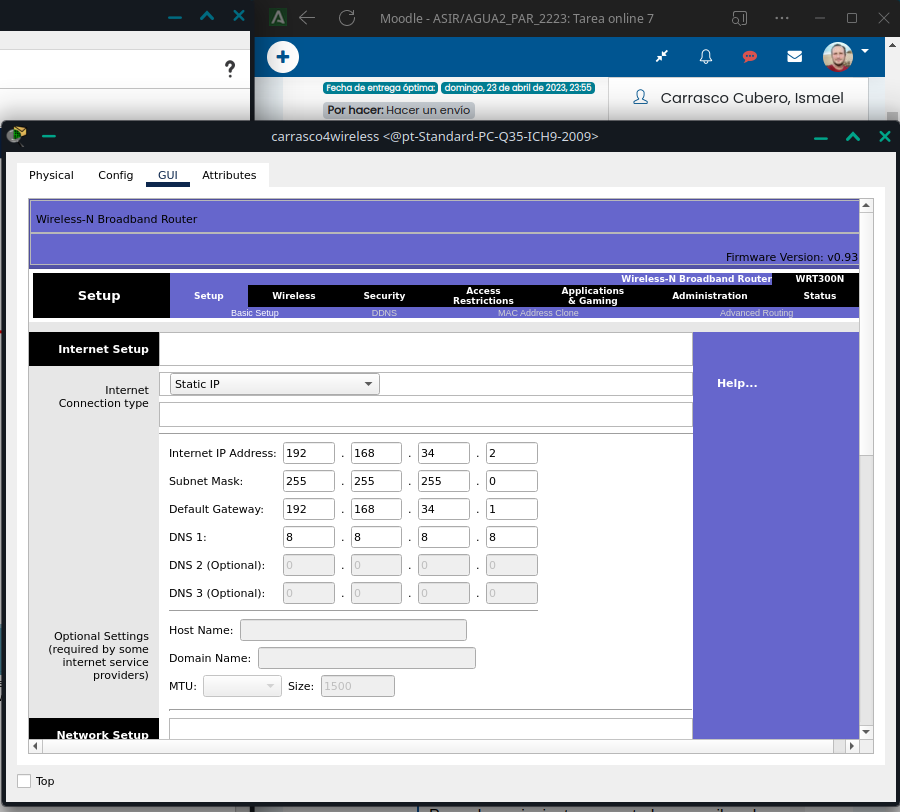 Moodle - ASIR/AGUA2_PAR_2223: Tarea online 7
?
Fecha de entrega óptima: domingo, 23 de abril de 2023, 23:55
Por hacer: Hacer un envío
Carrasco Cubero, Ismael
carrasco4wireless <@pt-Standard-PC-Q35-ICH9-2009>
Physical Config GUI Attributes
Wireless-N Broadband Router
Firmware Version: v0.93
Wireless-N Broadband Router WRT300N
Setup
Setup Wireless Security Access Restrictions Applications & Gaming Administration Status
Basic Setup DDNS MAC Address Clone Advanced Routing
Internet Setup
Internet
Connection type
Static IP
Help...
Internet IP Address: 192 . 168 . 34 . 2
Subnet Mask: 255 . 255 . 255 . 0
Default Gateway: 192 . 168 . 34 . 1
DNS 1: 8 . 8 . 8 . 8
DNS 2 (Optional): 0 . 0 . 0 . 0
DNS 3 (Optional): 0 . 0 . 0 . 0
Optional Settings
(required by some
internet service
providers)
Host Name:
Domain Name:
MTU: Size: 1500
Network Setup
Top